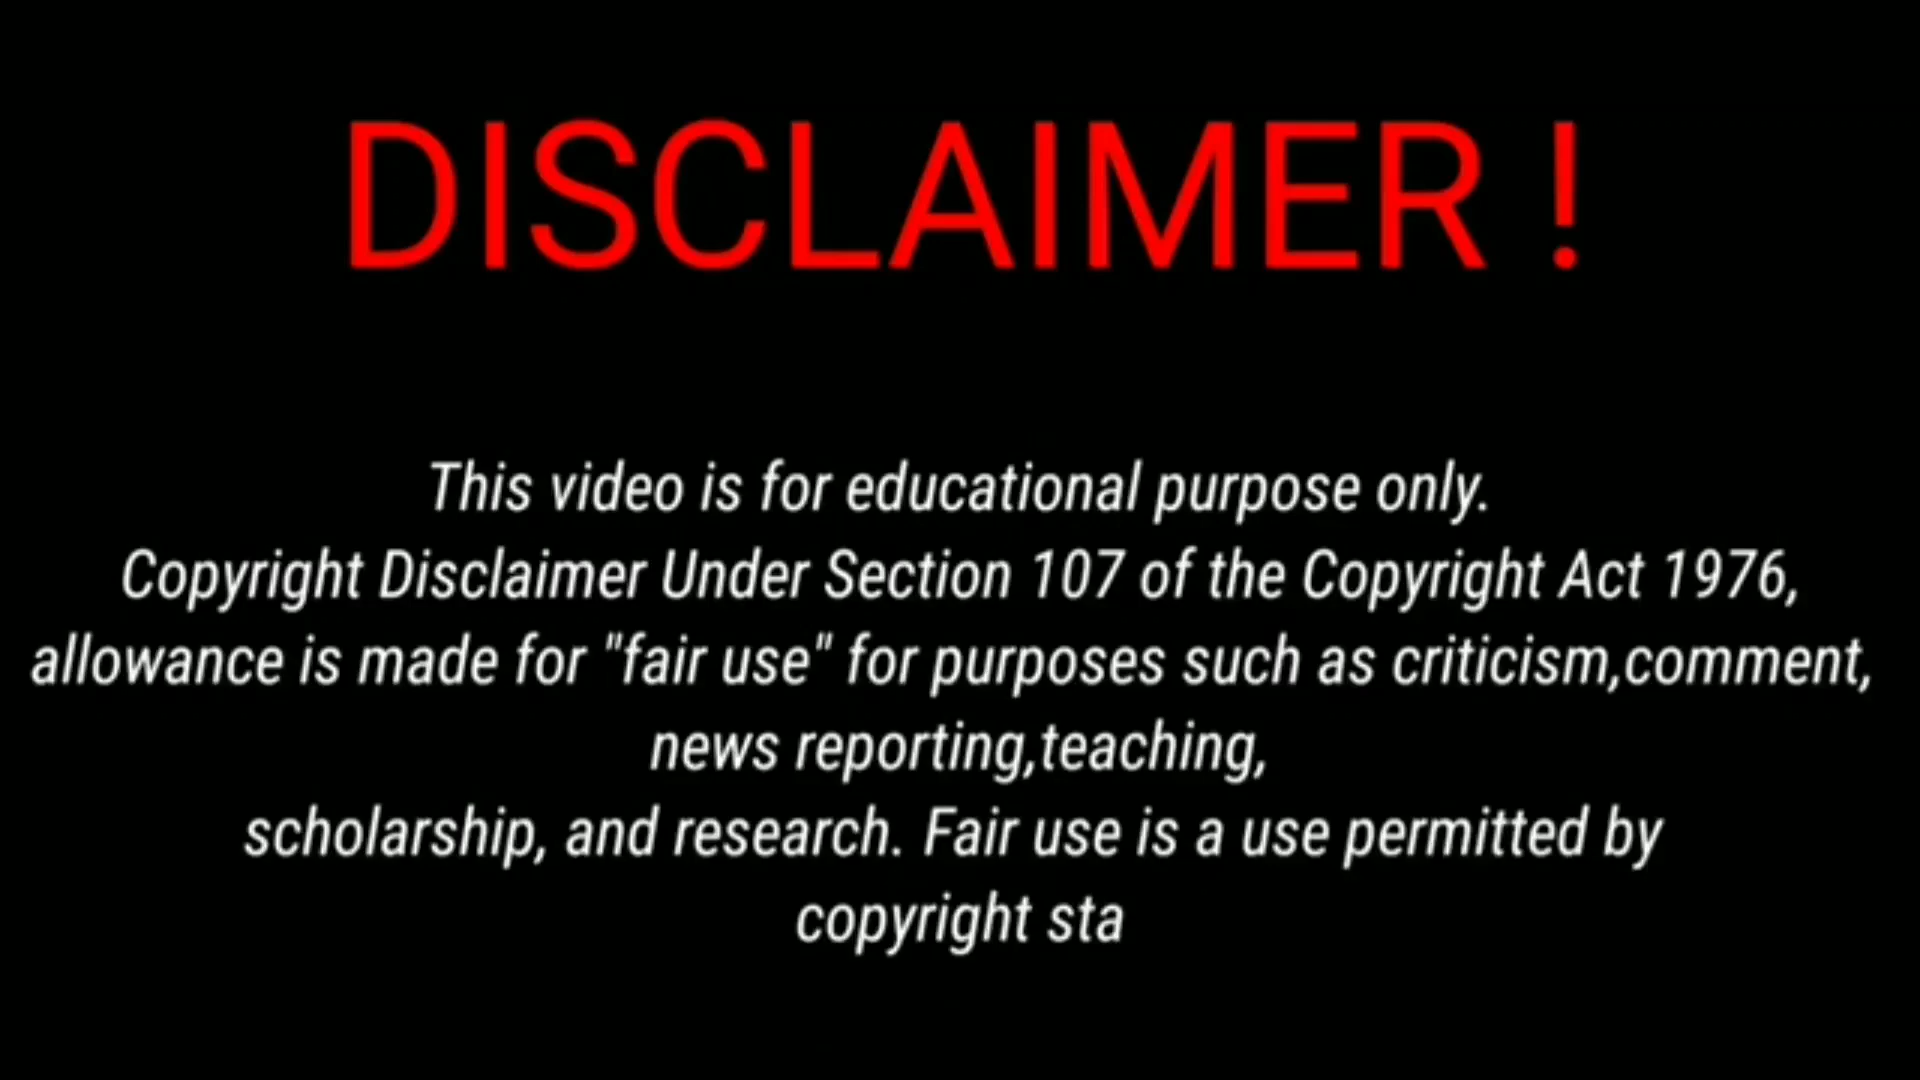 DISCLAIMER !
This video is for educational purpose only.
Copyright Disclaimer Under Section 107 of the Copyright Act 1976,
allowance is made for "fair use" for purposes such as criticism,comment,
news reporting,teaching,
scholarship, and research. Fair use is a use permitted by
copyright sta